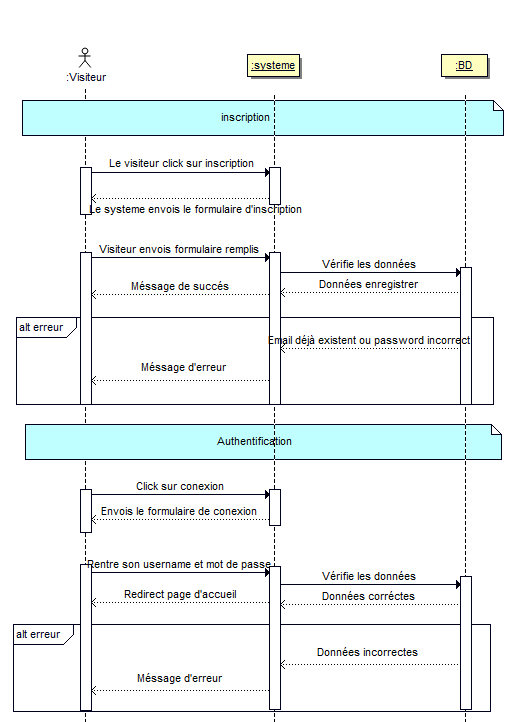 :Visiteur
:systeme
:BD
inscription
Le visiteur click sur inscription
Le systeme envois le formulaire d'inscription
Visiteur envois formulaire remplis
Vérifie les données
Méssage de succés
Données enregistrer
alt erreur
Email déjà existent ou password incorrect
Méssage d'erreur
Authentification
Click sur conexion
Envois le formulaire de conexion
Rentre son username et mot de passe
Vérifie les données
Redirect page d'accueil
Données corréctes
alt erreur
Données incorrectes
Méssage d'erreur